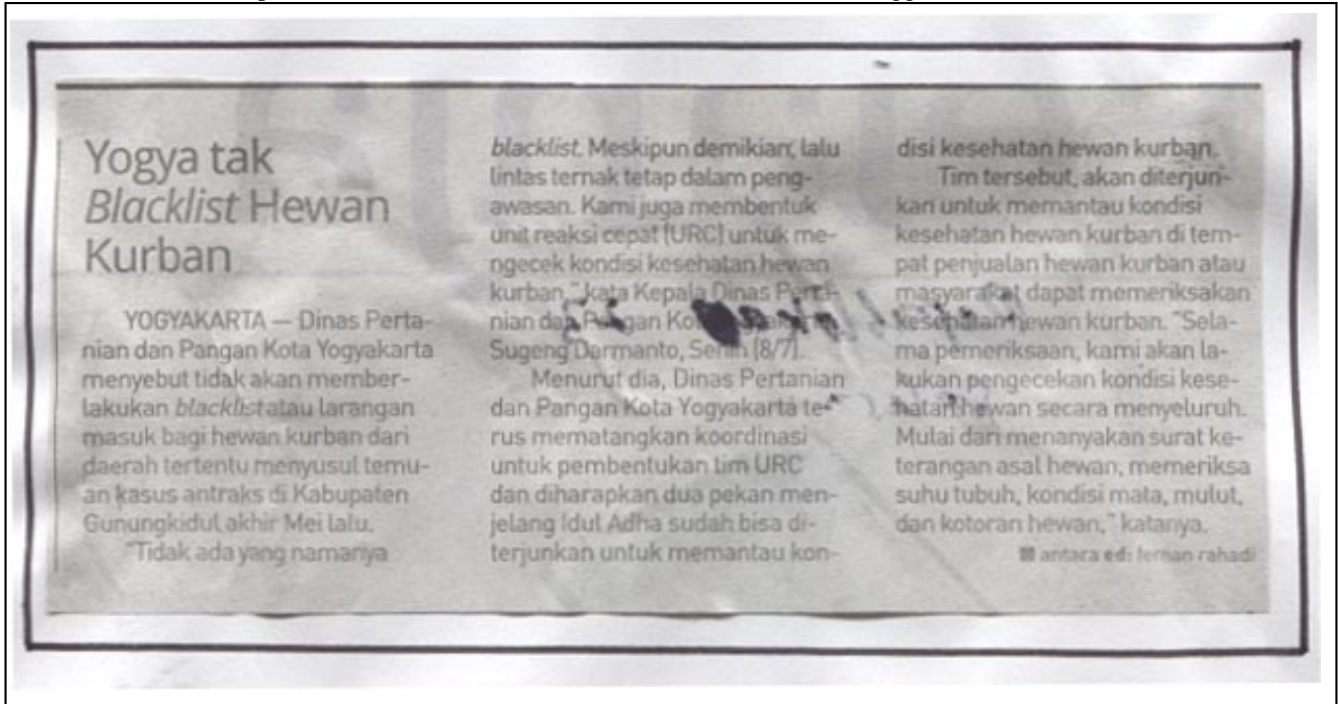 Yogya tak
Blacklist Hewan
Kurban
YOGYAKARTA — Dinas Perta-
nian dan Pangan Kota Yogyakarta
menyebut tidak akan member-
lakukan blacklist atau larangan
masuk bagi hewan kurban dari
daerah tertentu menyusul temu-
an kasus antraks di Kabupaten
Gunungkidul akhir Mei lalu.
"Tidak ada yang namanya
blacklist. Meskipun demikian, lalu
lintas ternak tetap dalam peng-
awasan. Kami juga membentuk
unit reaksi cepat (URC) untuk me-
ngecek kondisi kesehatan hewan
kurban," kata Kepala Dinas Perta-
nian dan Pangan
Sugeng Darmanto, Senin (8/7).
Menurut dia, Dinas Pertanian
dan Pangan Kota Yogyakarta te-
rus mematangkan koordinasi
untuk pembentukan tim URC
dan diharapkan dua pekan men-
jelang Idul Adha sudah bisa di-
terjunkan untuk memantau kon-
disi kesehatan hewan kurban.
Tim tersebut, akan diterjun-
kan untuk memantau kondisi
kesehatan hewan kurban di tem-
pat penjualan hewan kurban atau
masyarakat dapat memeriksakan
kesehatan hewan kurban. "Sela-
ma pemeriksaan, kami akan la-
kukan pengecekan kondisi kese-
hatan hewan secara menyeluruh.
Mulai dari menanyakan surat ke-
terangan asal hewan, memeriksa
suhu tubuh, kondisi mata, mulut,
dan kotoran hewan," katanya.
■ antara ed: fernan rahadi